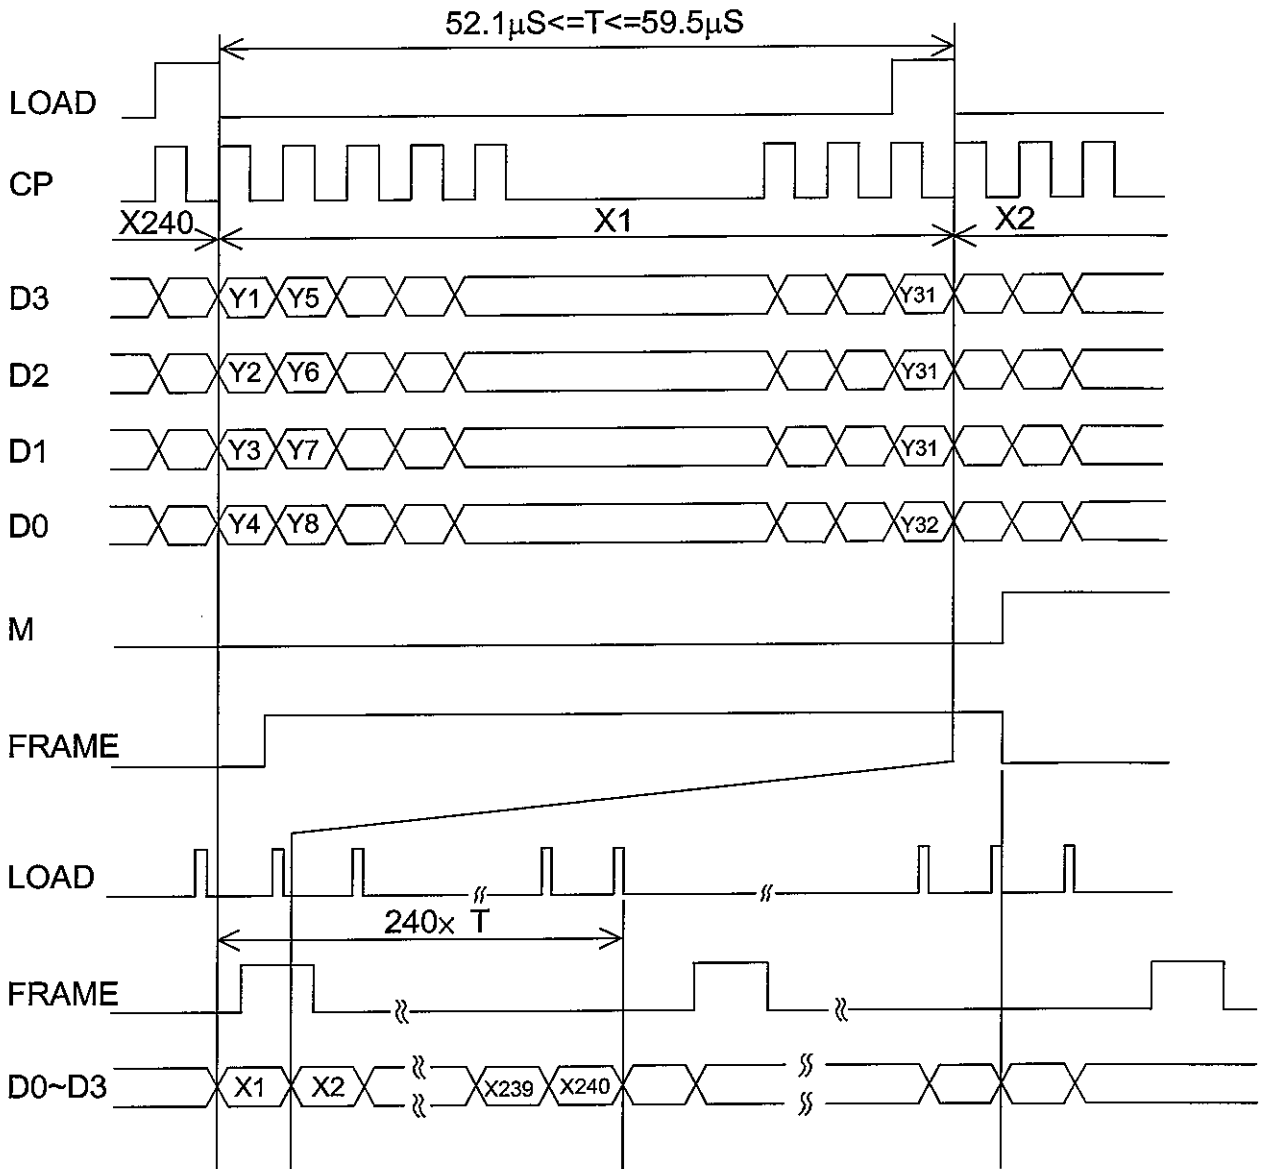 52.1μS<=T<=59.5μS
LOAD
CP
X240 X1 X2
D3 Y1 Y5 Y31
D2 Y2 Y6 Y31
D1 Y3 Y7 Y31
D0 Y4 Y8 Y32
M
FRAME
LOAD
240x T
FRAME
D0~D3 X1 X2 X239 X240